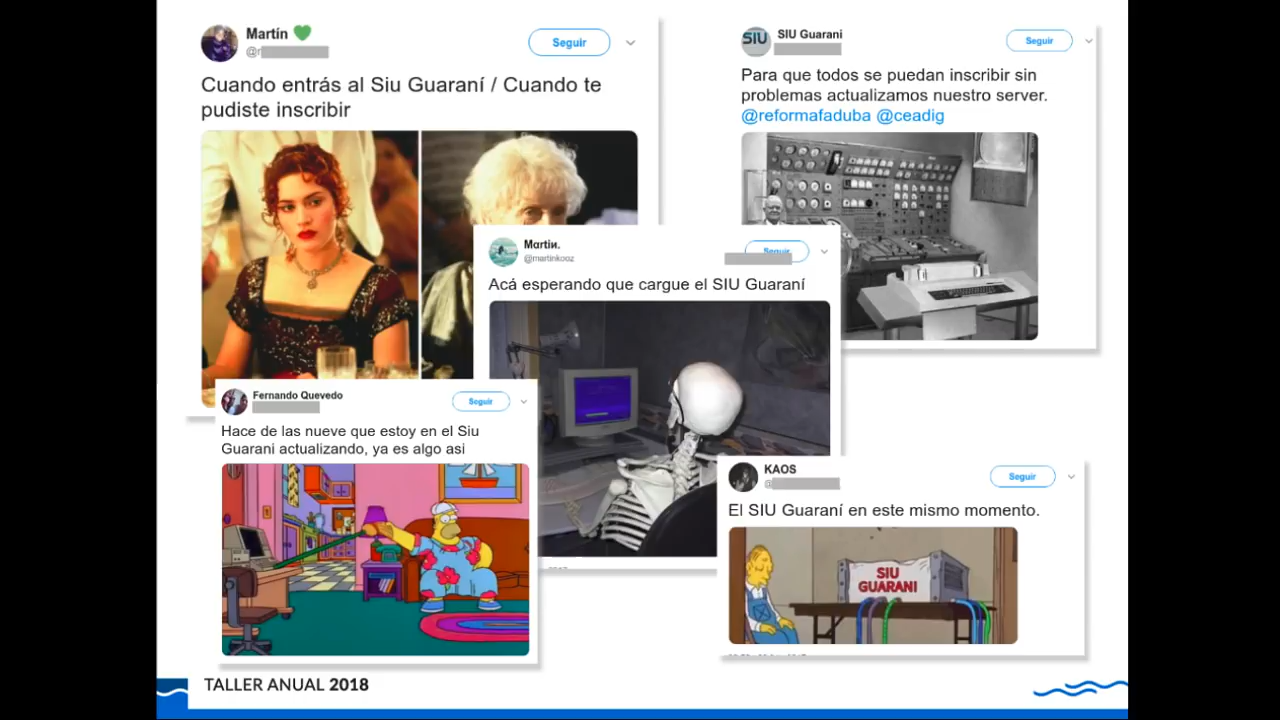 Martín
@
Seguir
Cuando entrás al Siu Guaraní / Cuando te
pudiste inscribir
SIU
SIU Guarani
Seguir
Para que todos se puedan inscribir sin
problemas actualizamos nuestro server.
@reformafaduba @ceadig
Mαrtiи.
@martinkooz
Seguir
Acá esperando que cargue el SIU Guaraní
Fernando Quevedo
Seguir
Hace de las nueve que estoy en el Siu
Guarani actualizando, ya es algo asi
KAOS
@
Seguir
El SIU Guaraní en este mismo momento.
SIU
GUARANI
TALLER ANUAL 2018